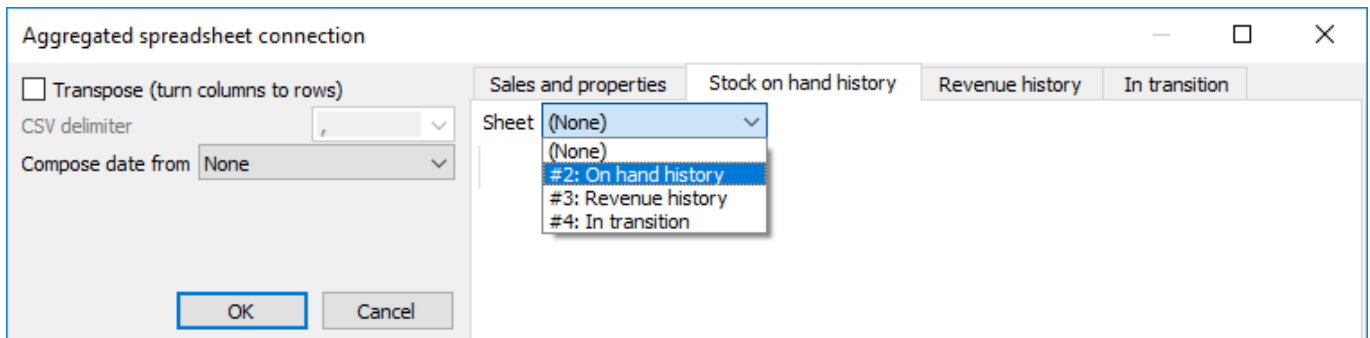 Aggregated spreadsheet connection
Transpose (turn columns to rows)
CSV delimiter ,
Compose date from None
OK Cancel
Sales and properties Stock on hand history Revenue history In transition
Sheet (None)
(None)
#2: On hand history
#3: Revenue history
#4: In transition